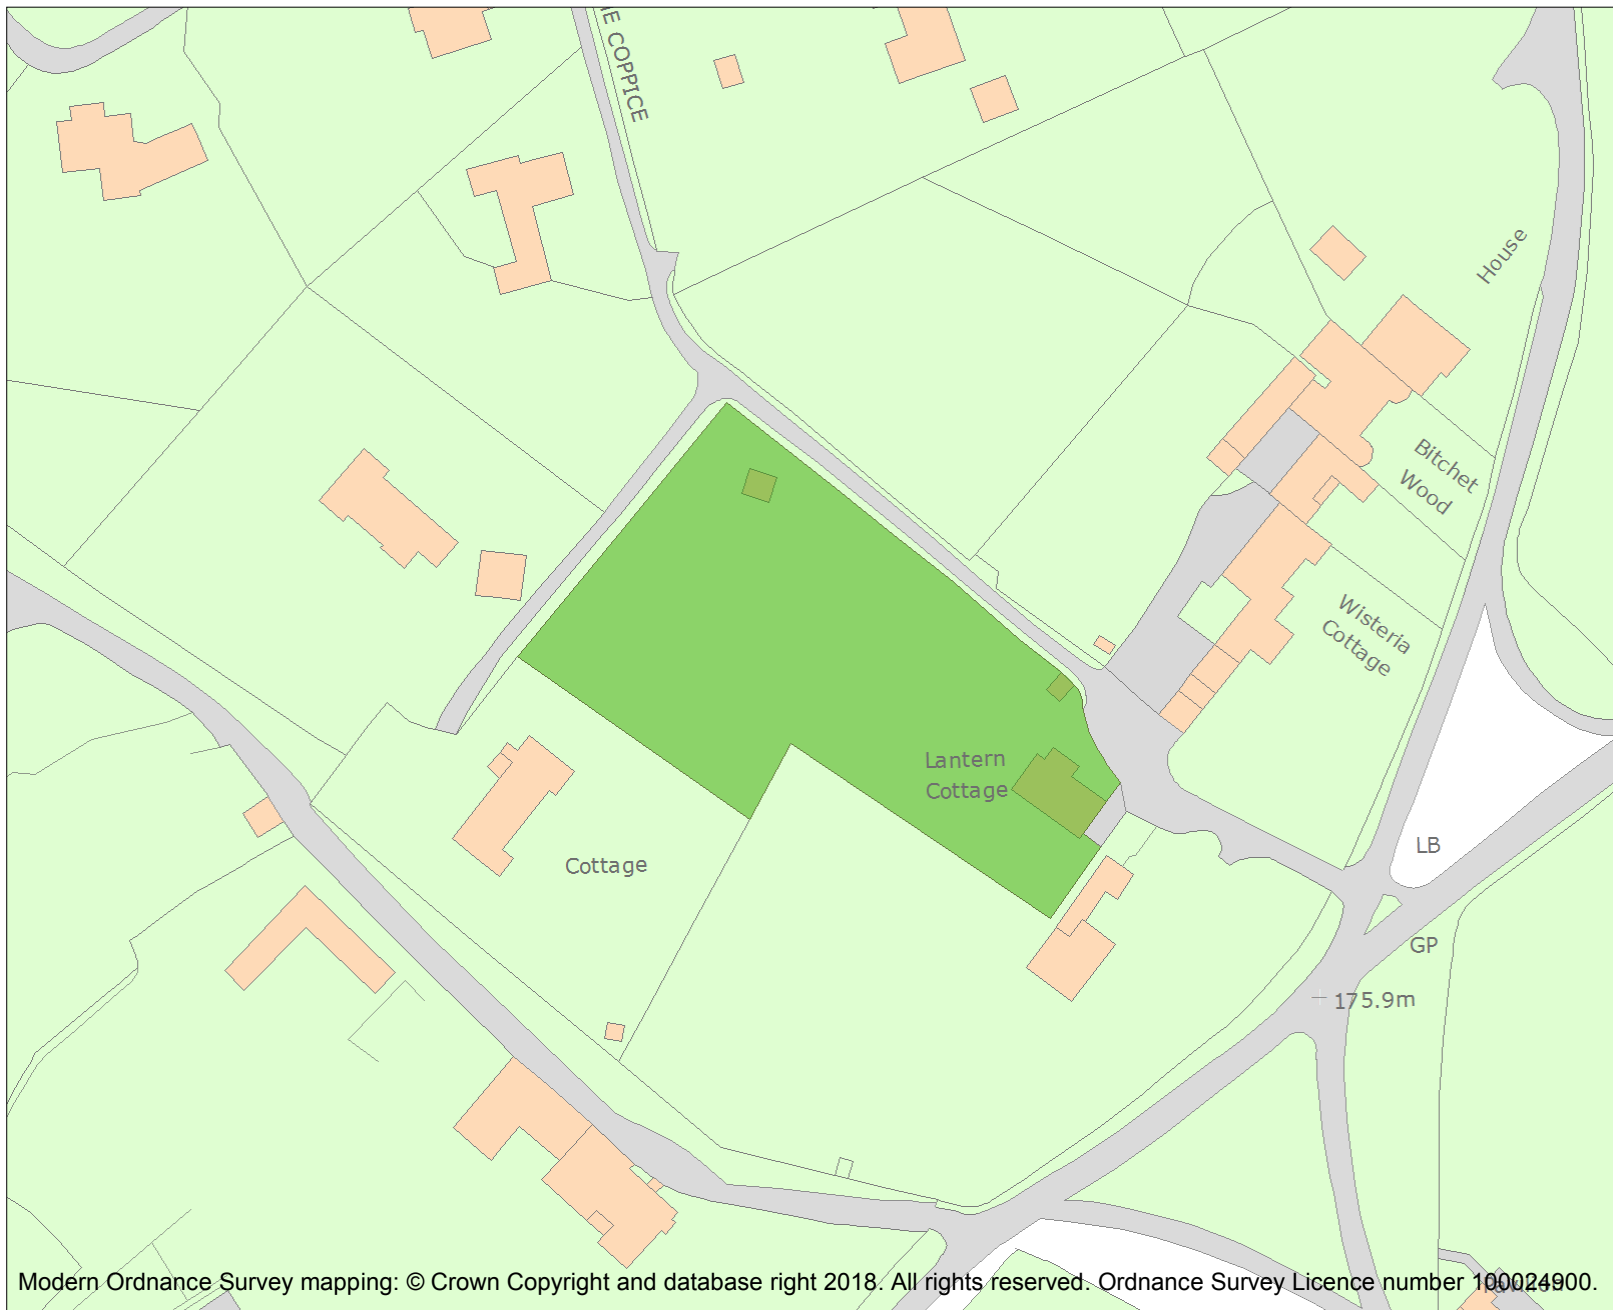 HE COPPICE
House
Bitchet
Wood
Wisteria
Cottage
Lantern
Cottage
Cottage
LB
GP
175.9m
Modern Ordnance Survey mapping: © Crown Copyright and database right 2018. All rights reserved. Ordnance Survey Licence number 100024900.